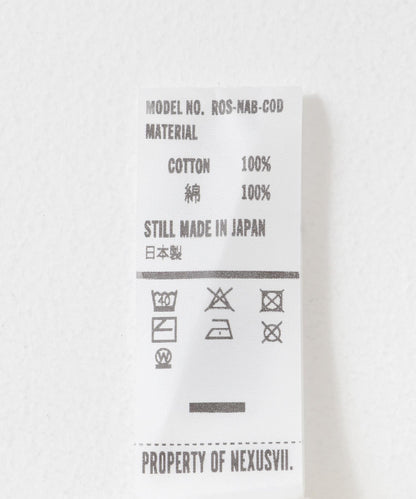 MODEL NO. ROS-NAB-COD
MATERIAL
COTTON 100%
綿 100%
STILL MADE IN JAPAN
日本製
40
W
PROPERTY OF NEXUSVII.